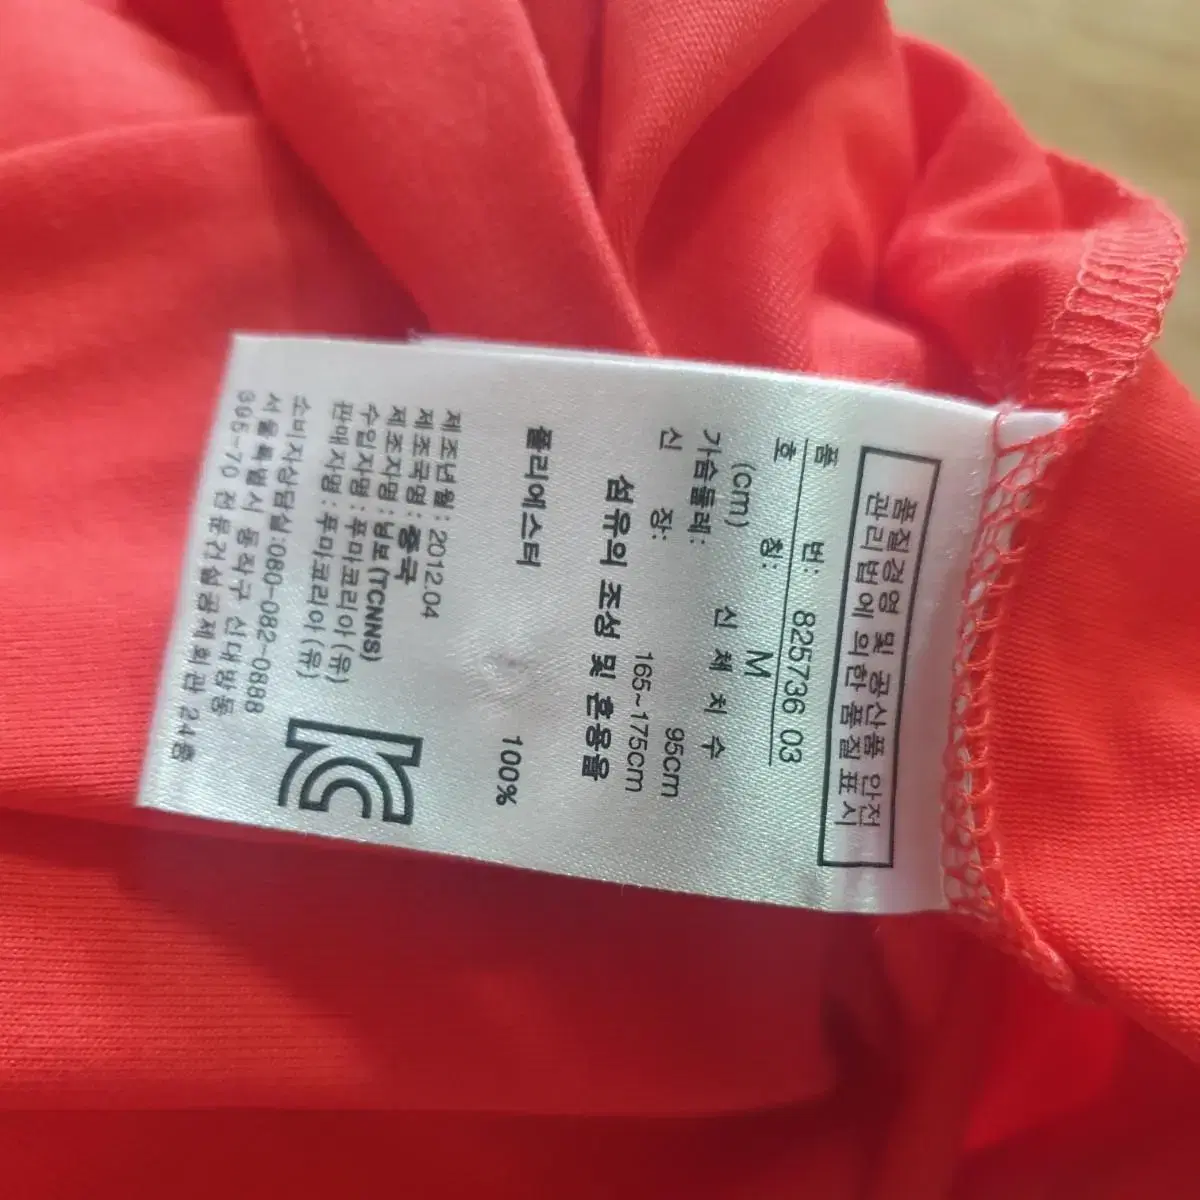 품질경영 및 공산품 안전
관리법에 의한 품질표시
품 번: 825736 03
호 칭: M
(cm) 신체치수
가슴둘레: 95cm
신 장: 165~175cm
섬유의 조성 및 혼용율
폴리에스터 100%
제조년월: 2012.04
제조국명: 중국
제조자명: 남보 (TCNNS)
수입자명: 푸마코리아 (유)
판매자명: 푸마코리아 (유)
소비자상담실:080-082-0888
서울특별시 동작구 신대방동
395-70 전문건설공제회관 24층
KC